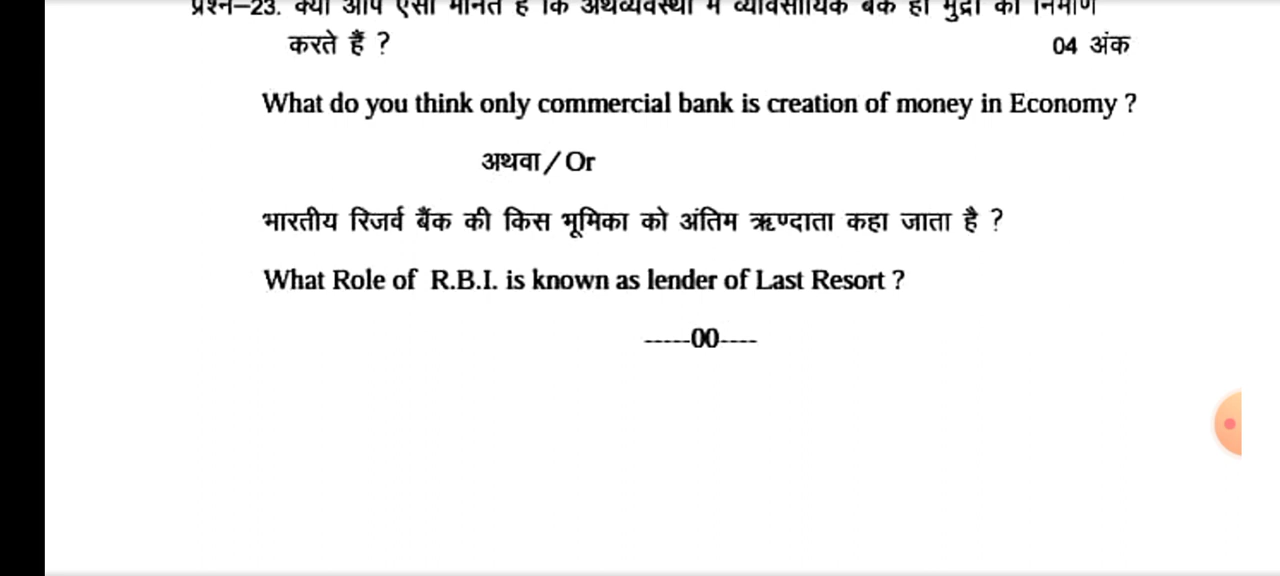 प्रश्न–23. क्या आप ऐसा मानते हैं कि अर्थव्यवस्था में व्यावसायिक बैंक ही मुद्रा का निर्माण
करते हैं ? 04 अंक
What do you think only commercial bank is creation of money in Economy ?
अथवा / Or
भारतीय रिजर्व बैंक की किस भूमिका को अंतिम ऋण्दाता कहा जाता है ?
What Role of R.B.I. is known as lender of Last Resort ?
-----00----